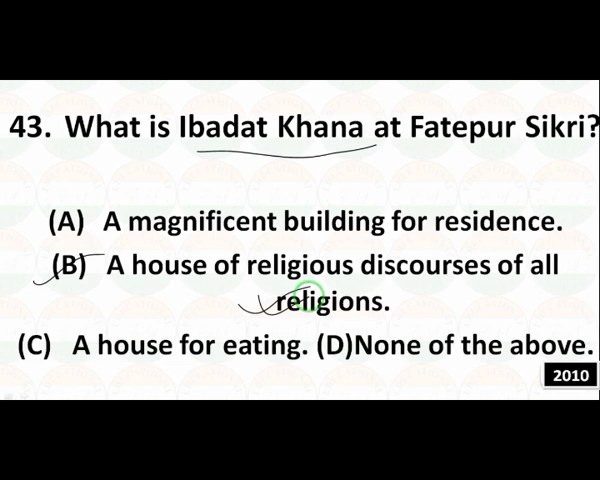 43. What is Ibadat Khana at Fatepur Sikri?
(A) A magnificent building for residence.
(B) A house of religious discourses of all
religions.
(C) A house for eating. (D)None of the above.
2010